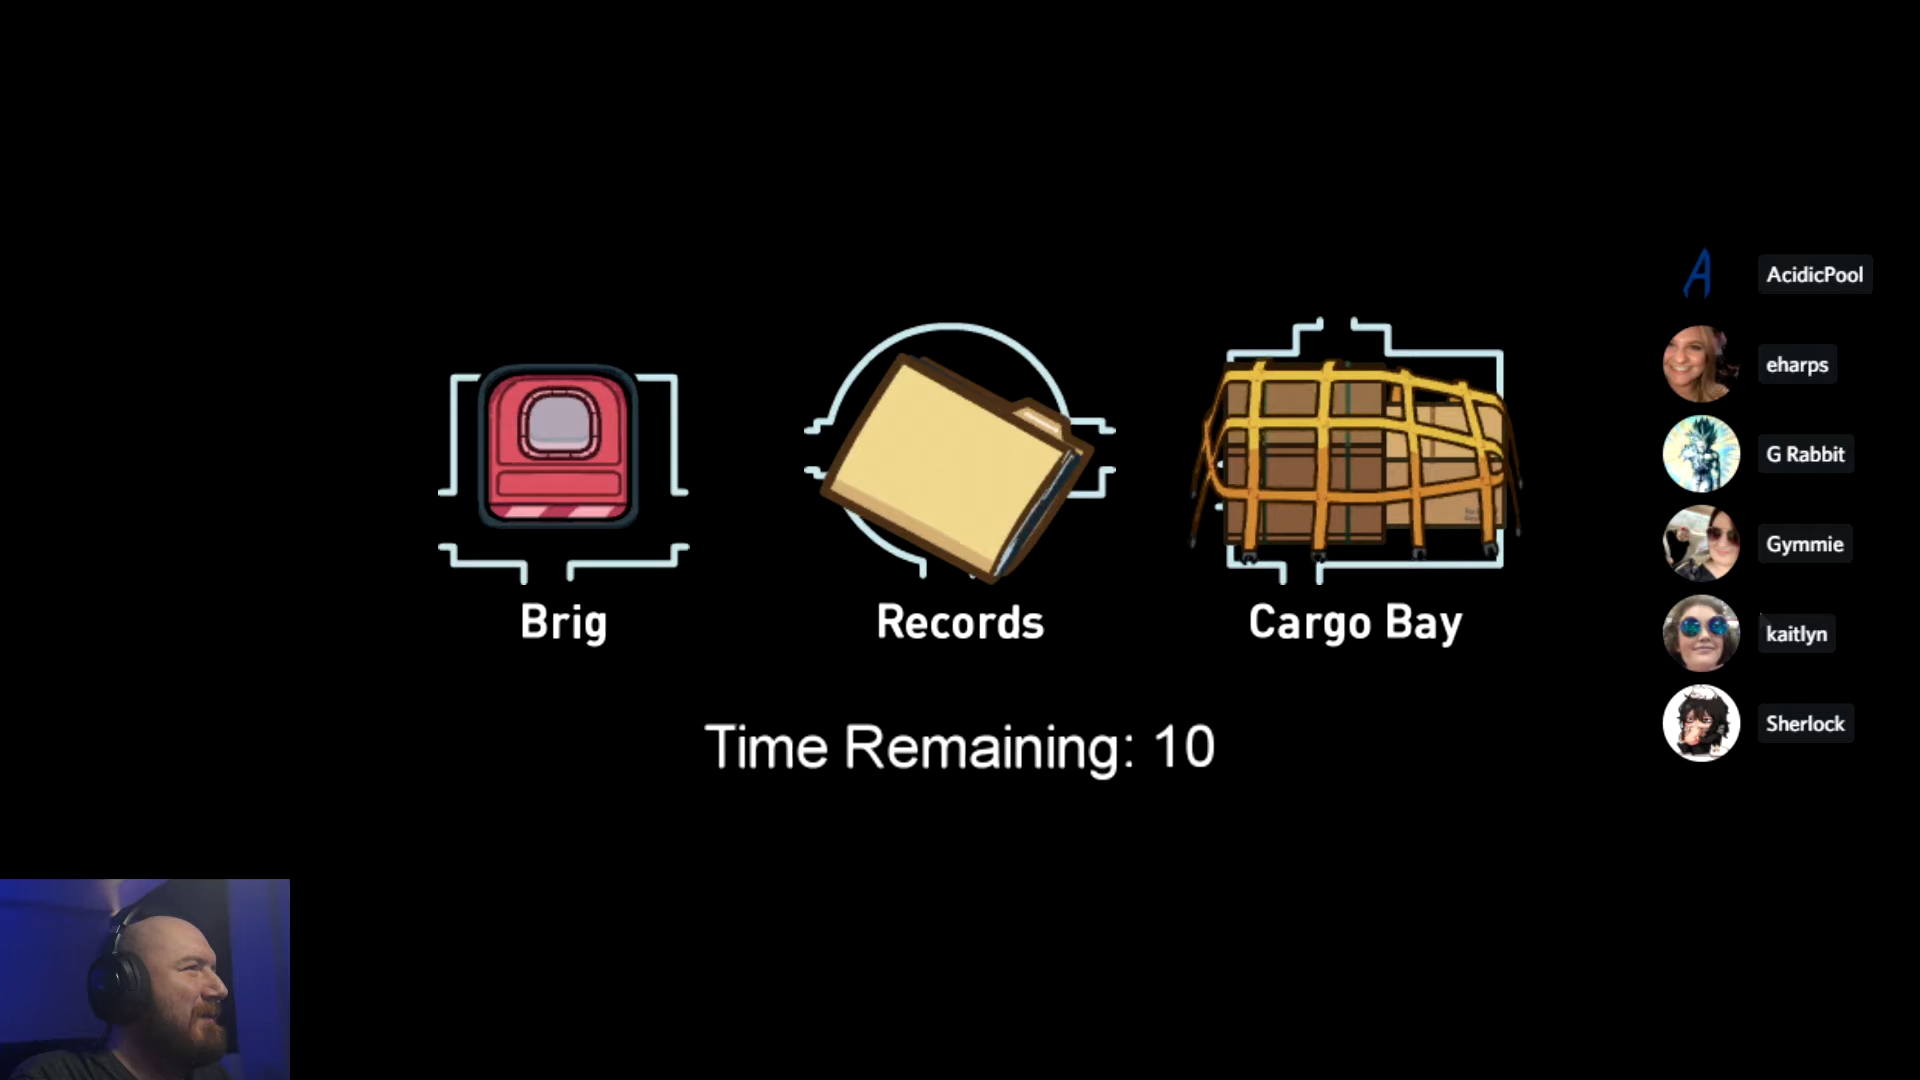 AcidicPool
eharps
G Rabbit
Gymmie
kaitlyn
Sherlock
Brig
Records
Cargo Bay
Time Remaining: 10